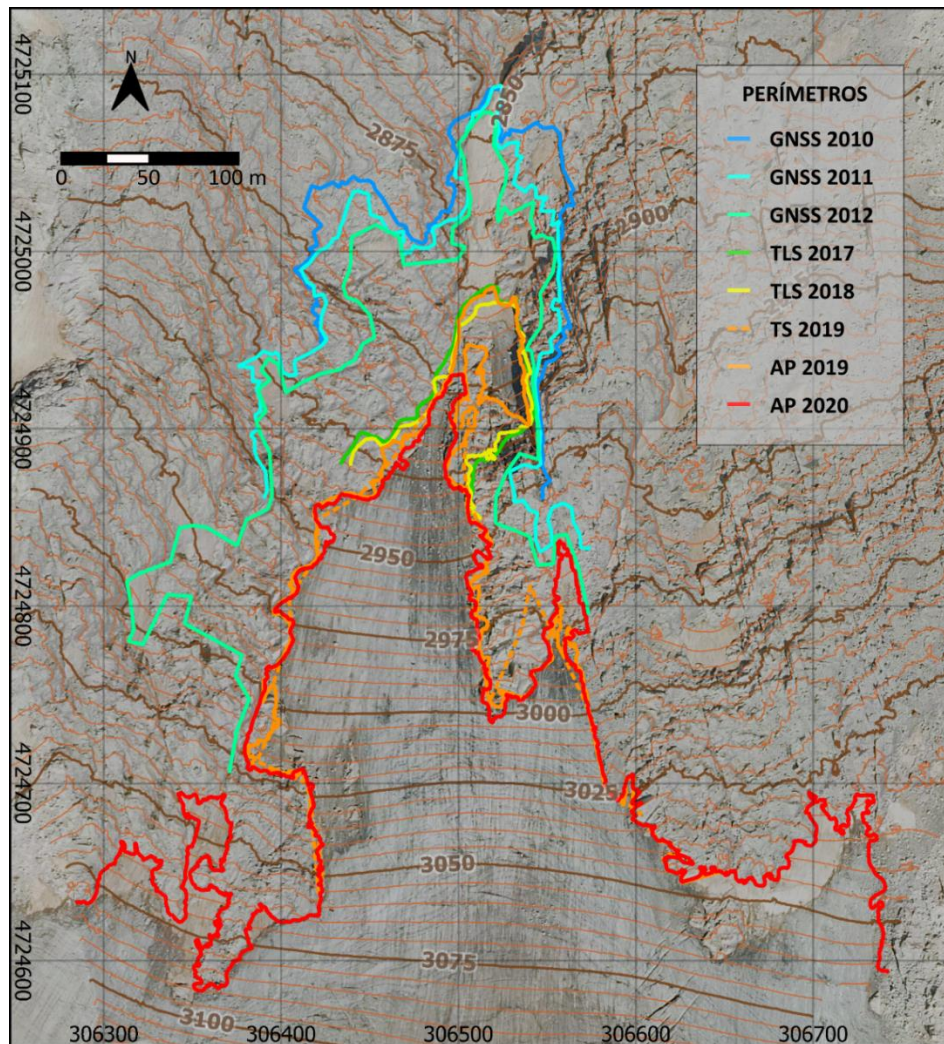 4725100
4725000
4724900
4724800
4724700
4724600
N
0 50 100 m
PERÍMETROS
GNSS 2010
GNSS 2011
GNSS 2012
TLS 2017
TLS 2018
TS 2019
AP 2019
AP 2020
2850
2875
2900
2950
2975
3000
3025
3050
3075
3100
306300 306400 306500 306600 306700